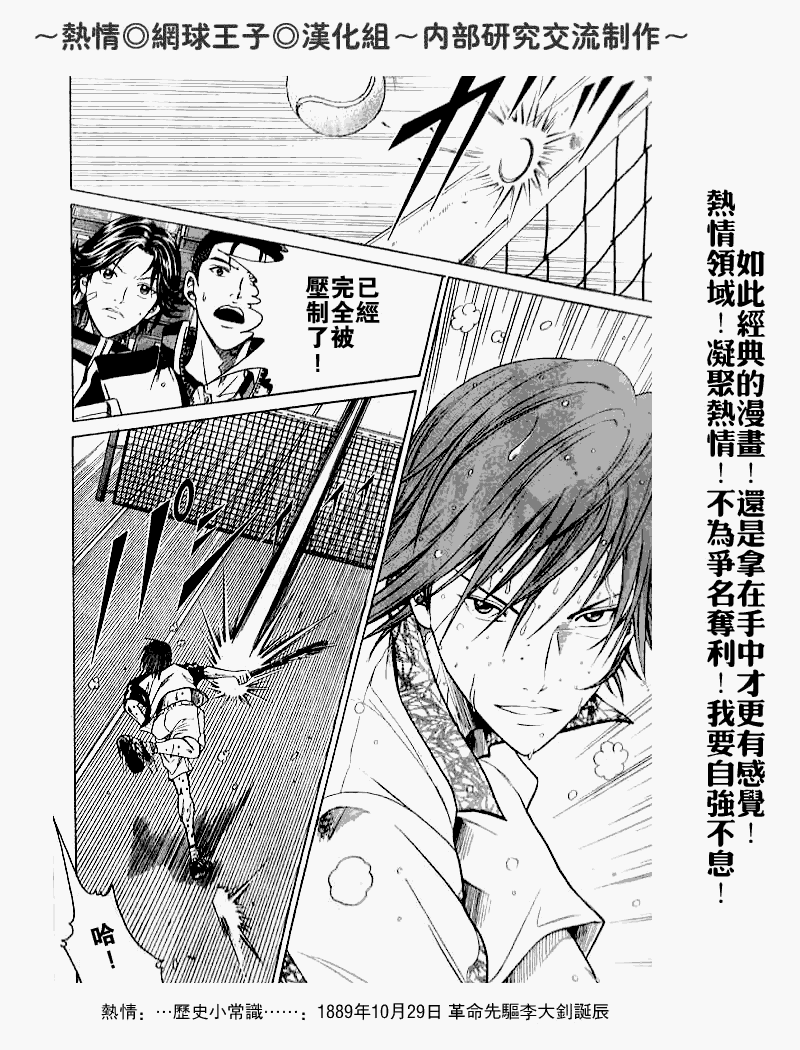 ～熱情◎網球王子◎漢化組～内部研究交流制作～
已經
完全被
壓制了！
哈！
如此經典的漫畫！還是拿在手中才更有感覺！
熱情領域！凝聚熱情！不為爭名奪利！我要自強不息！
熱情：…歷史小常識……：1889年10月29日 革命先驅李大釗誕辰